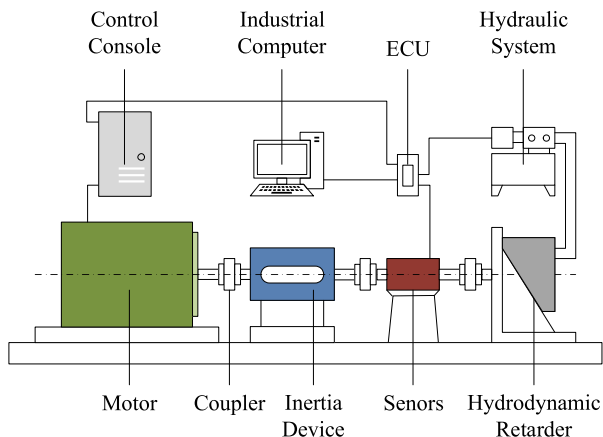 Control
Console
Industrial
Computer
ECU
Hydraulic
System
Motor
Coupler
Inertia
Device
Senors
Hydrodynamic
Retarder